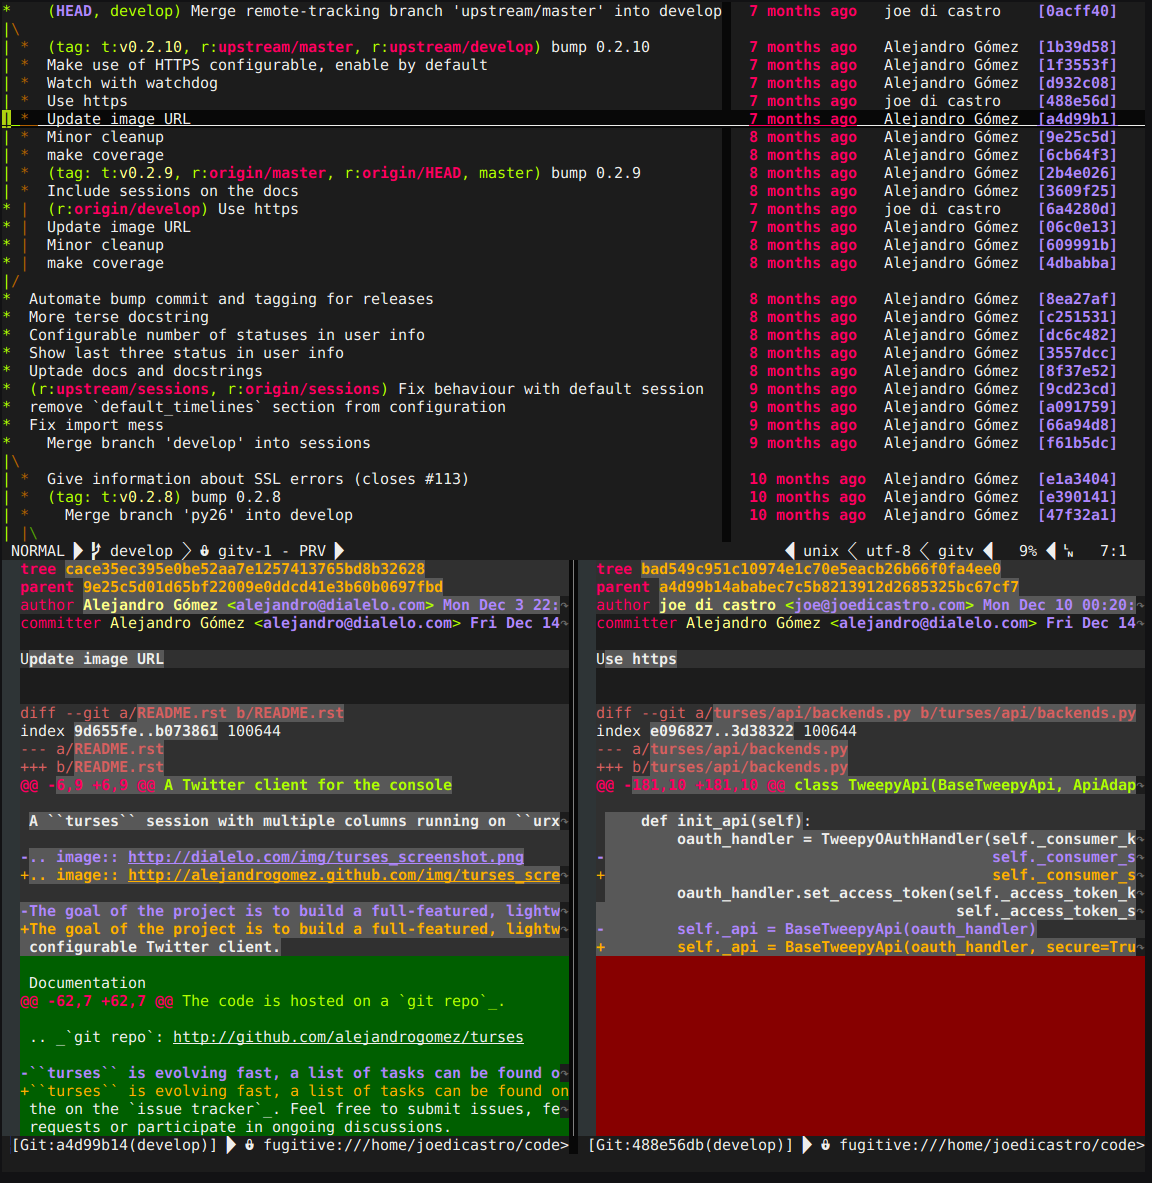 *    (HEAD, develop) Merge remote-tracking branch 'upstream/master' into develop   7 months ago   joe di castro    [0acff40]
|\
| *  (tag: t:v0.2.10, r:upstream/master, r:upstream/develop) bump 0.2.10   7 months ago   Alejandro Gómez  [1b39d58]
| *  Make use of HTTPS configurable, enable by default   7 months ago   Alejandro Gómez  [1f3553f]
| *  Watch with watchdog   7 months ago   Alejandro Gómez  [d932c08]
| *  Use https   7 months ago   joe di castro    [488e56d]
| *  Update image URL   7 months ago   Alejandro Gómez  [a4d99b1]
| *  Minor cleanup   8 months ago   Alejandro Gómez  [9e25c5d]
| *  make coverage   8 months ago   Alejandro Gómez  [6cb64f3]
| *  (tag: t:v0.2.9, r:origin/master, r:origin/HEAD, master) bump 0.2.9   8 months ago   Alejandro Gómez  [2b4e026]
| *  Include sessions on the docs   8 months ago   Alejandro Gómez  [3609f25]
* |  (r:origin/develop) Use https   7 months ago   joe di castro    [6a4280d]
* |  Update image URL   7 months ago   Alejandro Gómez  [06c0e13]
* |  Minor cleanup   8 months ago   Alejandro Gómez  [609991b]
* |  make coverage   8 months ago   Alejandro Gómez  [4dbabba]
|/
*  Automate bump commit and tagging for releases   8 months ago   Alejandro Gómez  [8ea27af]
*  More terse docstring   8 months ago   Alejandro Gómez  [c251531]
*  Configurable number of statuses in user info   8 months ago   Alejandro Gómez  [dc6c482]
*  Show last three status in user info   8 months ago   Alejandro Gómez  [3557dcc]
*  Uptade docs and docstrings   8 months ago   Alejandro Gómez  [8f37e52]
*  (r:upstream/sessions, r:origin/sessions) Fix behaviour with default session   9 months ago   Alejandro Gómez  [9cd23cd]
*  remove `default_timelines` section from configuration   9 months ago   Alejandro Gómez  [a091759]
*  Fix import mess   9 months ago   Alejandro Gómez  [66a94d8]
*    Merge branch 'develop' into sessions   9 months ago   Alejandro Gómez  [f61b5dc]
|\
| *  Give information about SSL errors (closes #113)   10 months ago  Alejandro Gómez  [e1a3404]
| *  (tag: t:v0.2.8) bump 0.2.8   10 months ago  Alejandro Gómez  [e390141]
| *    Merge branch 'py26' into develop   10 months ago  Alejandro Gómez  [47f32a1]
| |\
NORMAL develop gitv-1 - PRV   unix utf-8 gitv 9% 7:1
tree cace35ec395e0be52aa7e1257413765bd8b32628
parent 9e25c5d01d65bf22009e0ddcd41e3b60b0697fbd
author Alejandro Gómez <alejandro@dialelo.com> Mon Dec 3 22:
committer Alejandro Gómez <alejandro@dialelo.com> Fri Dec 14
Update image URL
diff --git a/README.rst b/README.rst
index 9d655fe..b073861 100644
--- a/README.rst
+++ b/README.rst
@@ -6,9 +6,9 @@ A Twitter client for the console
 A ``turses`` session with multiple columns running on ``urx
-.. image:: http://dialelo.com/img/turses_screenshot.png
+.. image:: http://alejandrogomez.github.com/img/turses_scre
-The goal of the project is to build a full-featured, lightw
+The goal of the project is to build a full-featured, lightw
 configurable Twitter client.
 Documentation
@@ -62,7 +62,7 @@ The code is hosted on a `git repo`_.
 .. _`git repo`: http://github.com/alejandrogomez/turses
-``turses`` is evolving fast, a list of tasks can be found o
+``turses`` is evolving fast, a list of tasks can be found on
 the on the `issue tracker`_. Feel free to submit issues, fe
 requests or participate in ongoing discussions.
[Git:a4d99b14(develop)] fugitive:///home/joedicastro/code>
tree bad549c951c10974e1c70e5eacb26b66f0fa4ee0
parent a4d99b14ababec7c5b8213912d2685325bc67cf7
author joe di castro <joe@joedicastro.com> Mon Dec 10 00:20:
committer Alejandro Gómez <alejandro@dialelo.com> Fri Dec 14
Use https
diff --git a/turses/api/backends.py b/turses/api/backends.py
index e096827..3d38322 100644
--- a/turses/api/backends.py
+++ b/turses/api/backends.py
@@ -181,10 +181,10 @@ class TweepyApi(BaseTweepyApi, ApiAdap
     def init_api(self):
         oauth_handler = TweepyOAuthHandler(self._consumer_k
-                                           self._consumer_s
+                                           self._consumer_s
         oauth_handler.set_access_token(self._access_token_k
                                        self._access_token_s
-        self._api = BaseTweepyApi(oauth_handler)
+        self._api = BaseTweepyApi(oauth_handler, secure=Tru
[Git:488e56db(develop)] fugitive:///home/joedicastro/code>